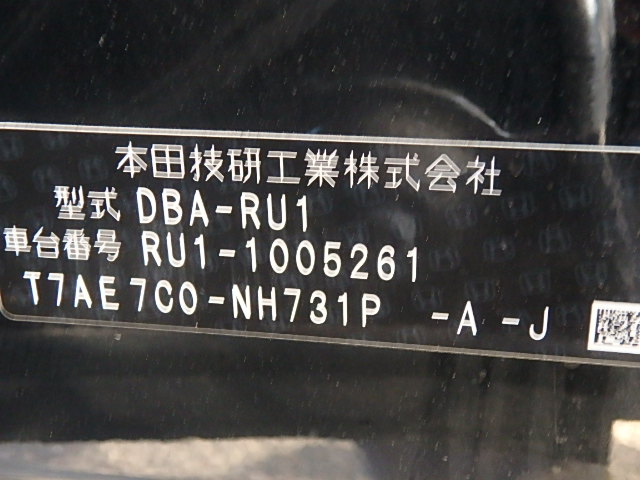 本田技研工業株式会社
型式 DBA-RU1
車台番号 RU1-1005261
T7AE7C0-NH731P -A -J